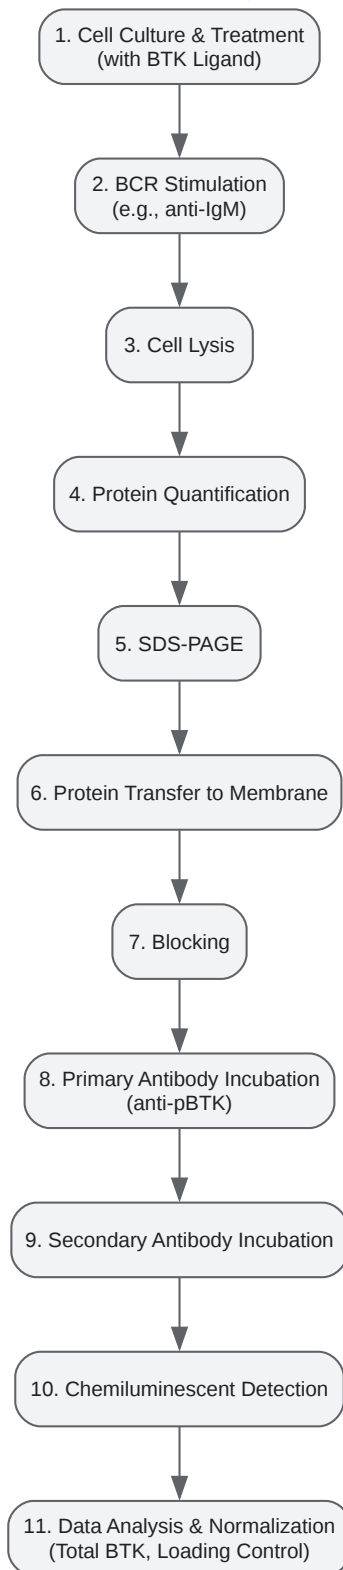 1. Cell Culture & Treatment
(with BTK Ligand)
2. BCR Stimulation
(e.g., anti-IgM)
3. Cell Lysis
4. Protein Quantification
5. SDS-PAGE
6. Protein Transfer to Membrane
7. Blocking
8. Primary Antibody Incubation
(anti-pBTK)
9. Secondary Antibody Incubation
10. Chemiluminescent Detection
11. Data Analysis & Normalization
(Total BTK, Loading Control)